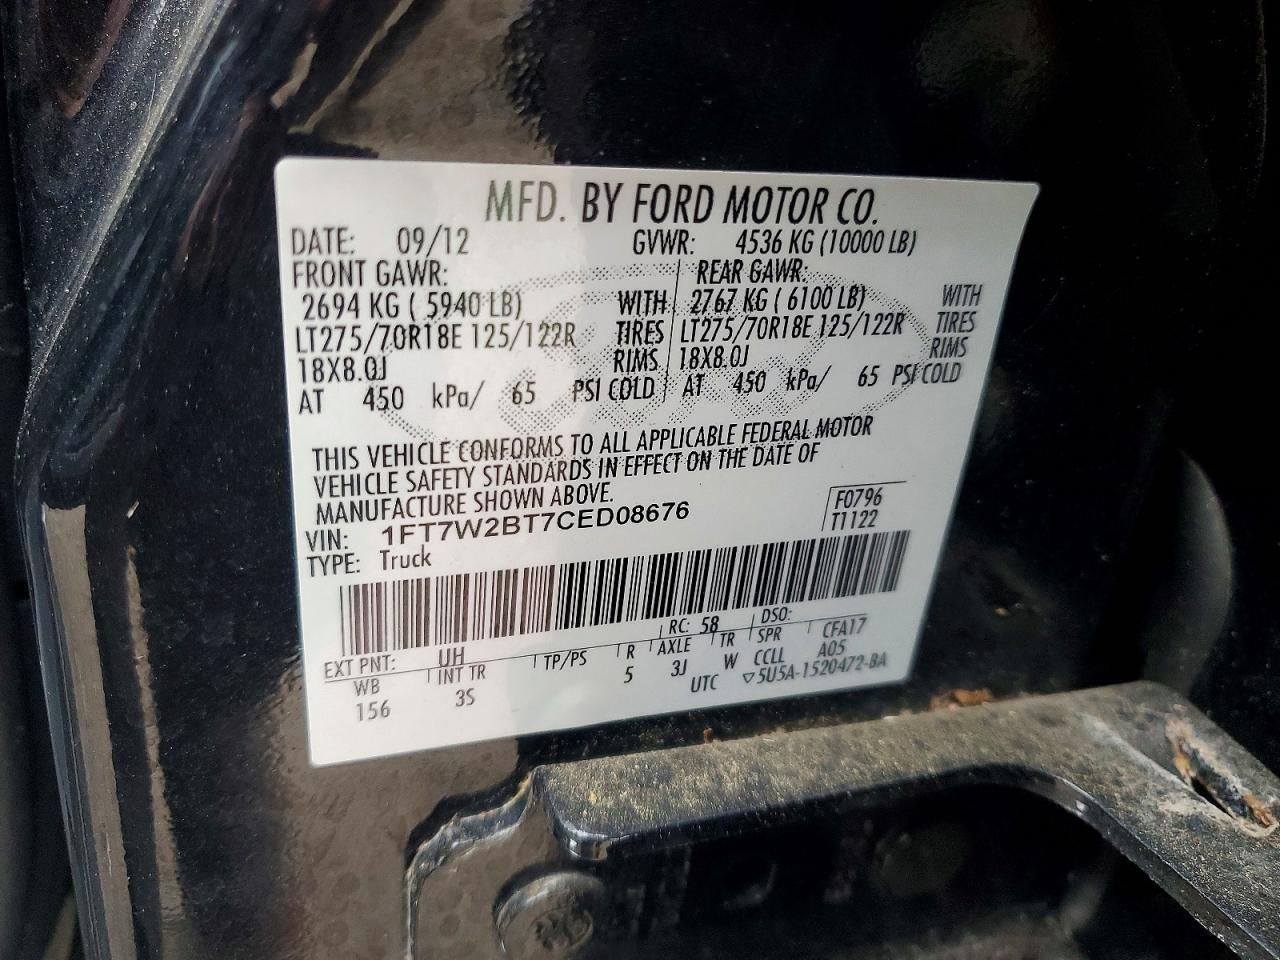 MFD. BY FORD MOTOR CO.
DATE: 09/12 GVWR: 4536 KG (10000 LB)
FRONT GAWR: REAR GAWR:
2694 KG ( 5940 LB) WITH 2767 KG ( 6100 LB) WITH
LT275/70R18E 125/122R TIRES LT275/70R18E 125/122R TIRES
18X8.0J RIMS 18X8.0J RIMS
AT 450 kPa/ 65 PSI COLD AT 450 kPa/ 65 PSI COLD
THIS VEHICLE CONFORMS TO ALL APPLICABLE FEDERAL MOTOR
VEHICLE SAFETY STANDARDS IN EFFECT ON THE DATE OF
MANUFACTURE SHOWN ABOVE.
VIN: 1FT7W2BT7CED08676
F0796
T1122
TYPE: Truck
EXT PNT: UH RC: 58 DSO:
WB INT TR TP/PS R AXLE TR SPR CFA17
156 3S 5 3J W CCLL A05
UTC ▽5U5A-1520472-BA